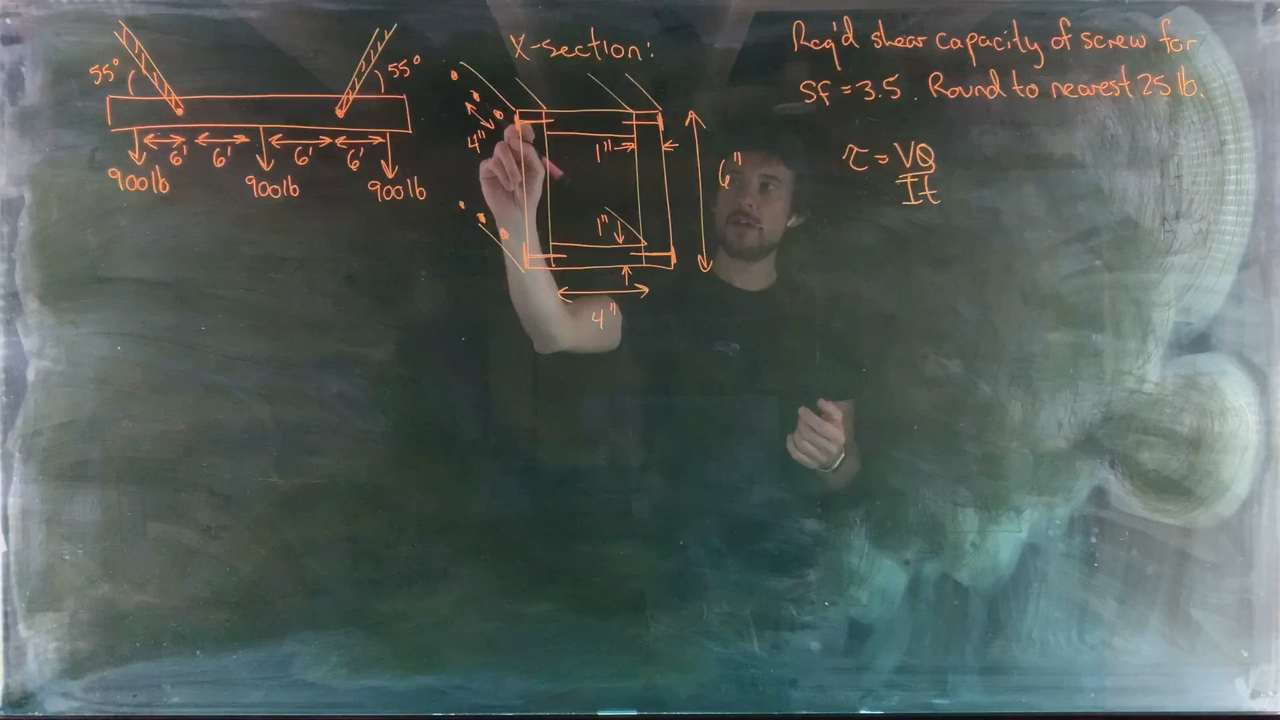 X-section:
Req'd shear capacity of screw for
SF = 3.5. Round to nearest 25 lb.
55°
55°
6' 6' 6' 6'
900 lb 900 lb 900 lb
4"
1"
6"
1"
4"
τ = VQ
It